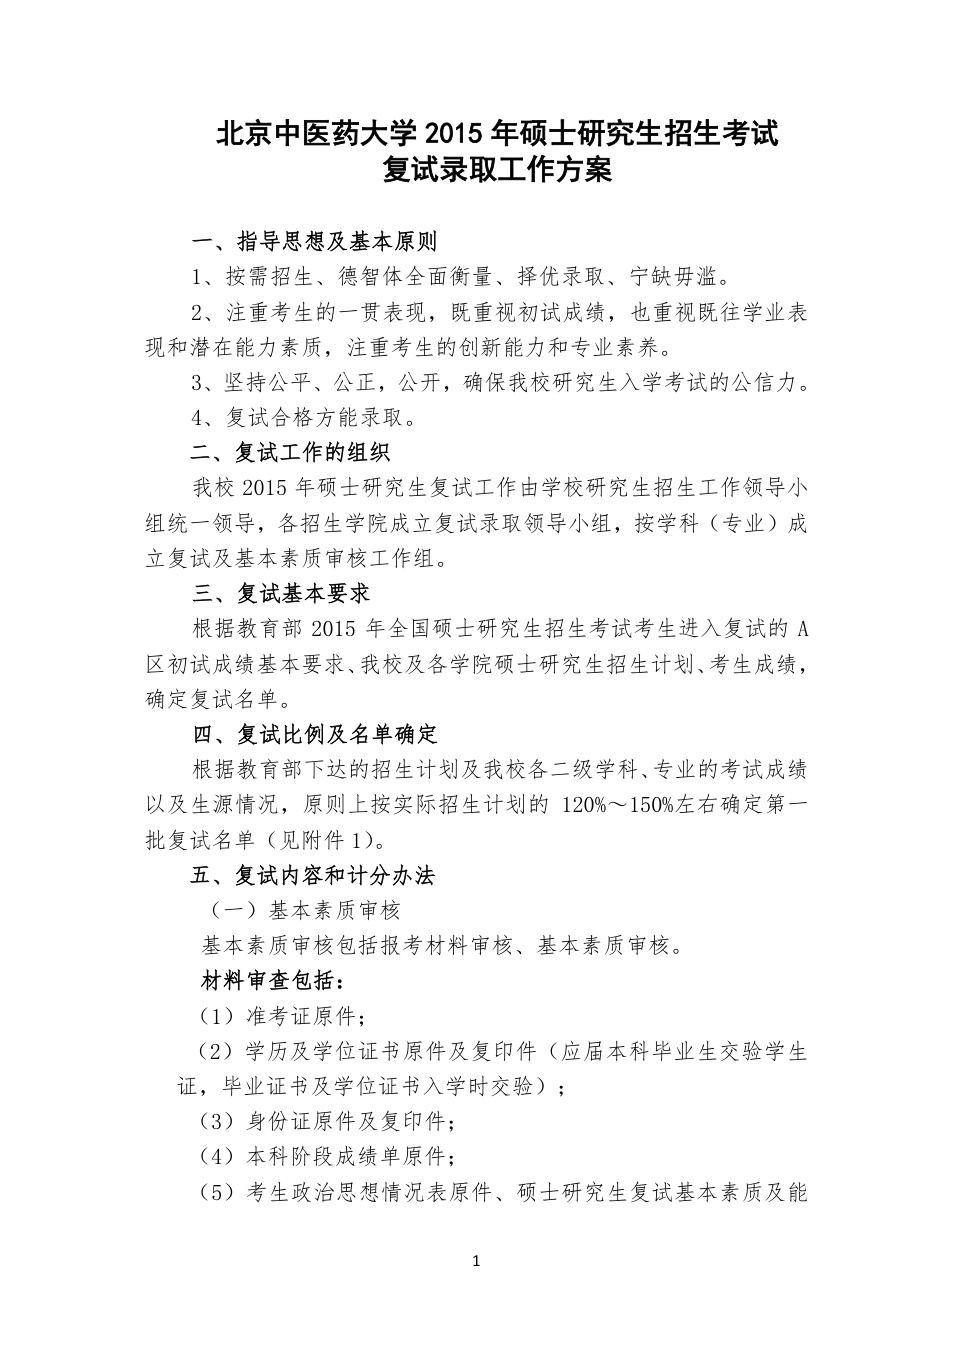 北京中医药大学 2015 年硕士研究生招生考试
复试录取工作方案
一、指导思想及基本原则
1、按需招生、德智体全面衡量、择优录取、宁缺毋滥。
2、注重考生的一贯表现，既重视初试成绩，也重视既往学业表
现和潜在能力素质，注重考生的创新能力和专业素养。
3、坚持公平、公正，公开，确保我校研究生入学考试的公信力。
4、复试合格方能录取。
二、复试工作的组织
我校 2015 年硕士研究生复试工作由学校研究生招生工作领导小
组统一领导，各招生学院成立复试录取领导小组，按学科（专业）成
立复试及基本素质审核工作组。
三、复试基本要求
根据教育部 2015 年全国硕士研究生招生考试考生进入复试的 A
区初试成绩基本要求、我校及各学院硕士研究生招生计划、考生成绩，
确定复试名单。
四、复试比例及名单确定
根据教育部下达的招生计划及我校各二级学科、专业的考试成绩
以及生源情况，原则上按实际招生计划的 120%～150%左右确定第一
批复试名单（见附件 1）。
五、复试内容和计分办法
（一）基本素质审核
基本素质审核包括报考材料审核、基本素质审核。
材料审查包括：
（1）准考证原件；
（2）学历及学位证书原件及复印件（应届本科毕业生交验学生
证，毕业证书及学位证书入学时交验）；
（3）身份证原件及复印件；
（4）本科阶段成绩单原件；
（5）考生政治思想情况表原件、硕士研究生复试基本素质及能
1